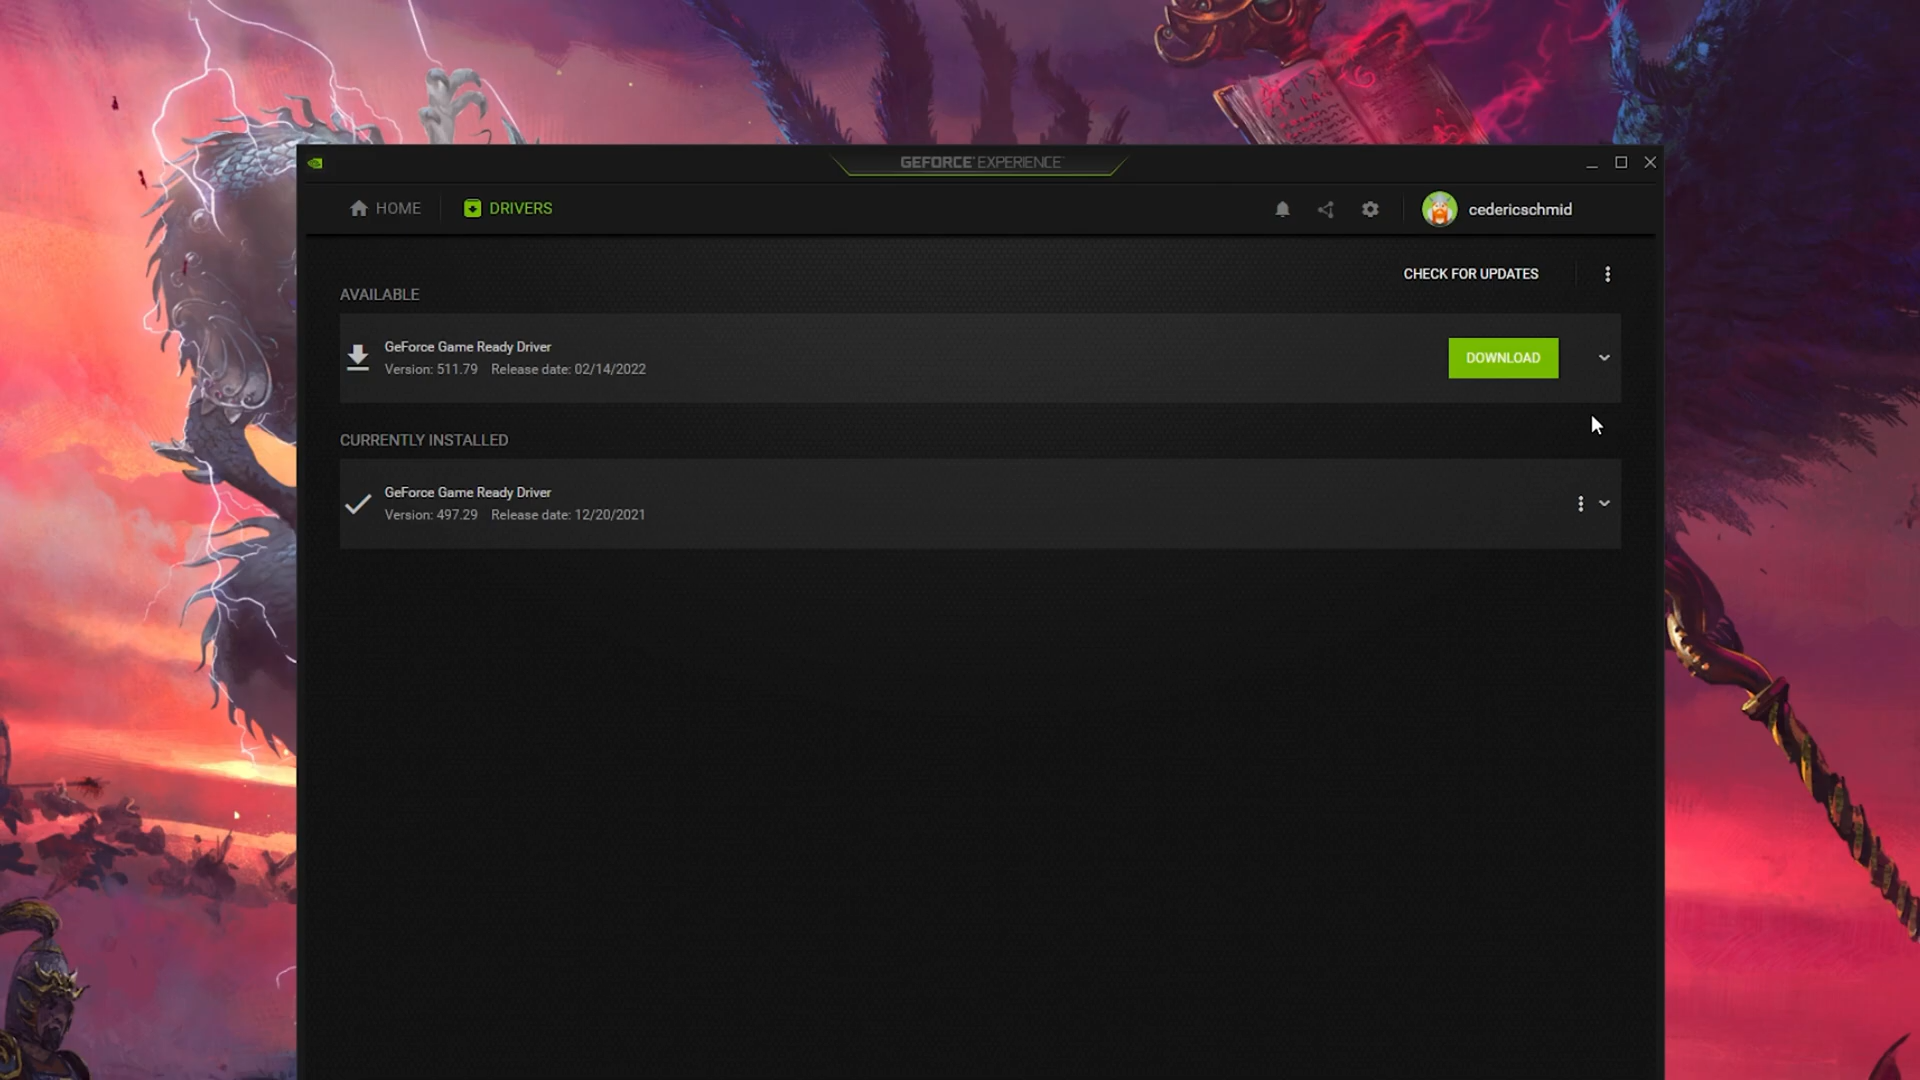 GEFORCE EXPERIENCE
HOME
DRIVERS
cedericschmid
CHECK FOR UPDATES
AVAILABLE
GeForce Game Ready Driver
Version: 511.79 Release date: 02/14/2022
DOWNLOAD
CURRENTLY INSTALLED
GeForce Game Ready Driver
Version: 497.29 Release date: 12/20/2021